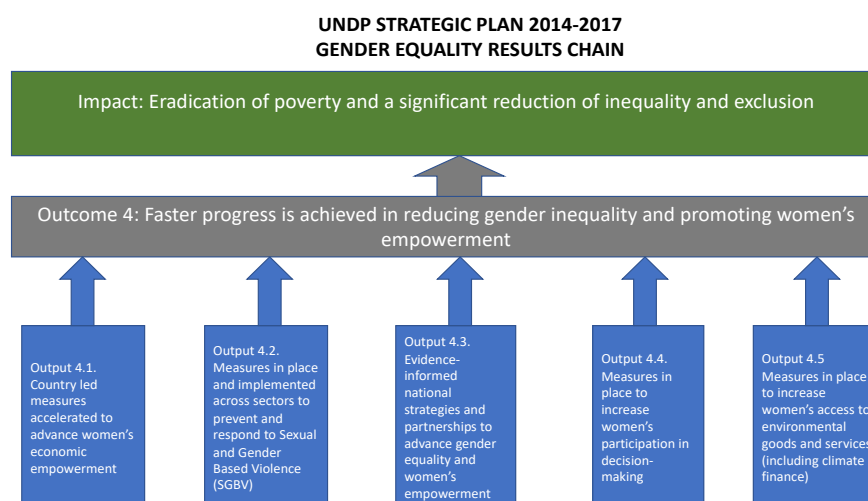 UNDP STRATEGIC PLAN 2014-2017
GENDER EQUALITY RESULTS CHAIN
Impact: Eradication of poverty and a significant reduction of inequality and exclusion
Outcome 4: Faster progress is achieved in reducing gender inequality and promoting women's
empowerment
Output 4.1.
Country led
measures
accelerated to
advance women's
economic
empowerment
Output 4.2.
Measures in place
and implemented
across sectors to
prevent and
respond to Sexual
and Gender
Based Violence
(SGBV)
Output 4.3.
Evidence-
informed
national
strategies and
partnerships to
advance gender
equality and
women's
empowerment
Output 4.4.
Measures in
place to
increase
women's
participation in
decision-
making
Output 4.5
Measures in place
to increase
women's access to
environmental
goods and services
(including climate
finance)